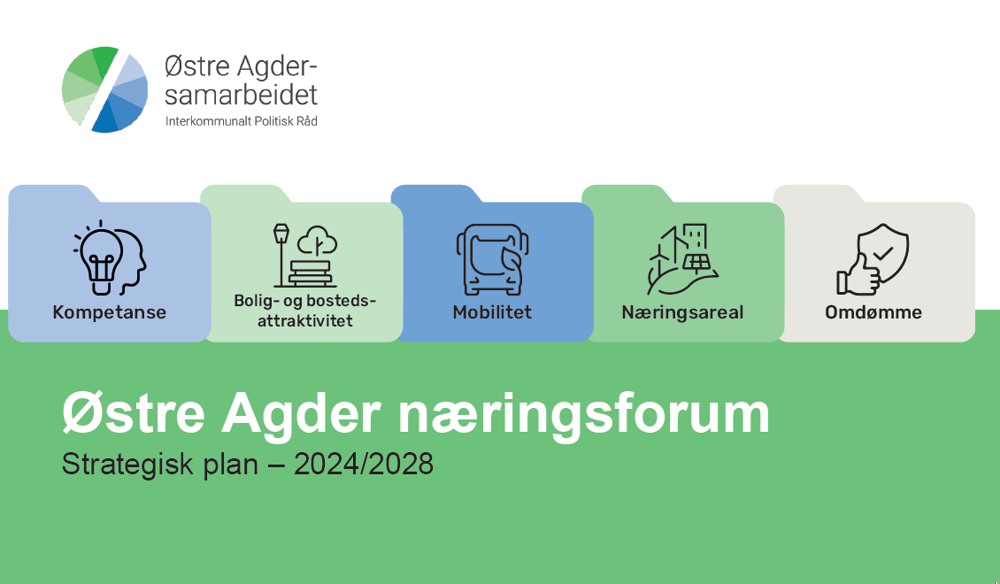 Østre Agder-
samarbeidet
Interkommunalt Politisk Råd
Kompetanse
Bolig- og bosteds-
attraktivitet
Mobilitet
Næringsareal
Omdømme
Østre Agder næringsforum
Strategisk plan – 2024/2028